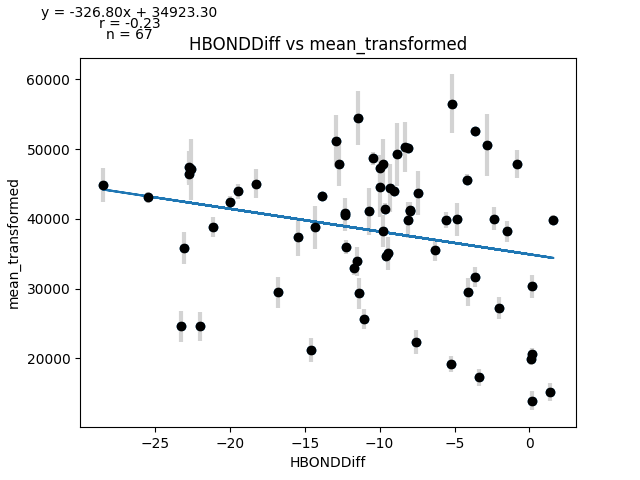 y = -326.80x + 34923.30
r = -0.23
n = 67
HBONDDiff vs mean_transformed
60000
50000
40000
30000
20000
mean_transformed
−25
−20
−15
−10
−5
0
HBONDDiff